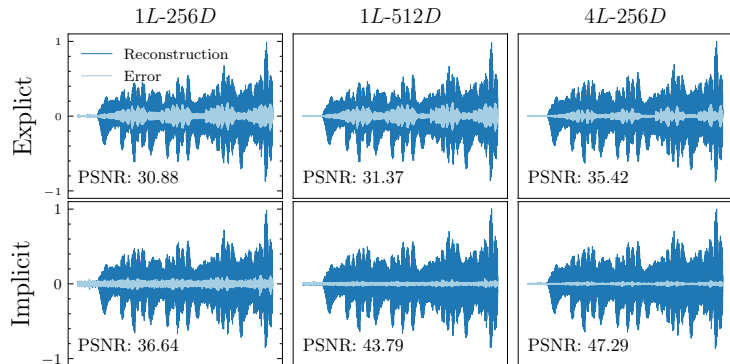 1L-256D
1L-512D
4L-256D
Explict
1
0
−1
Reconstruction
Error
PSNR: 30.88
PSNR: 31.37
PSNR: 35.42
Implicit
1
0
−1
PSNR: 36.64
PSNR: 43.79
PSNR: 47.29